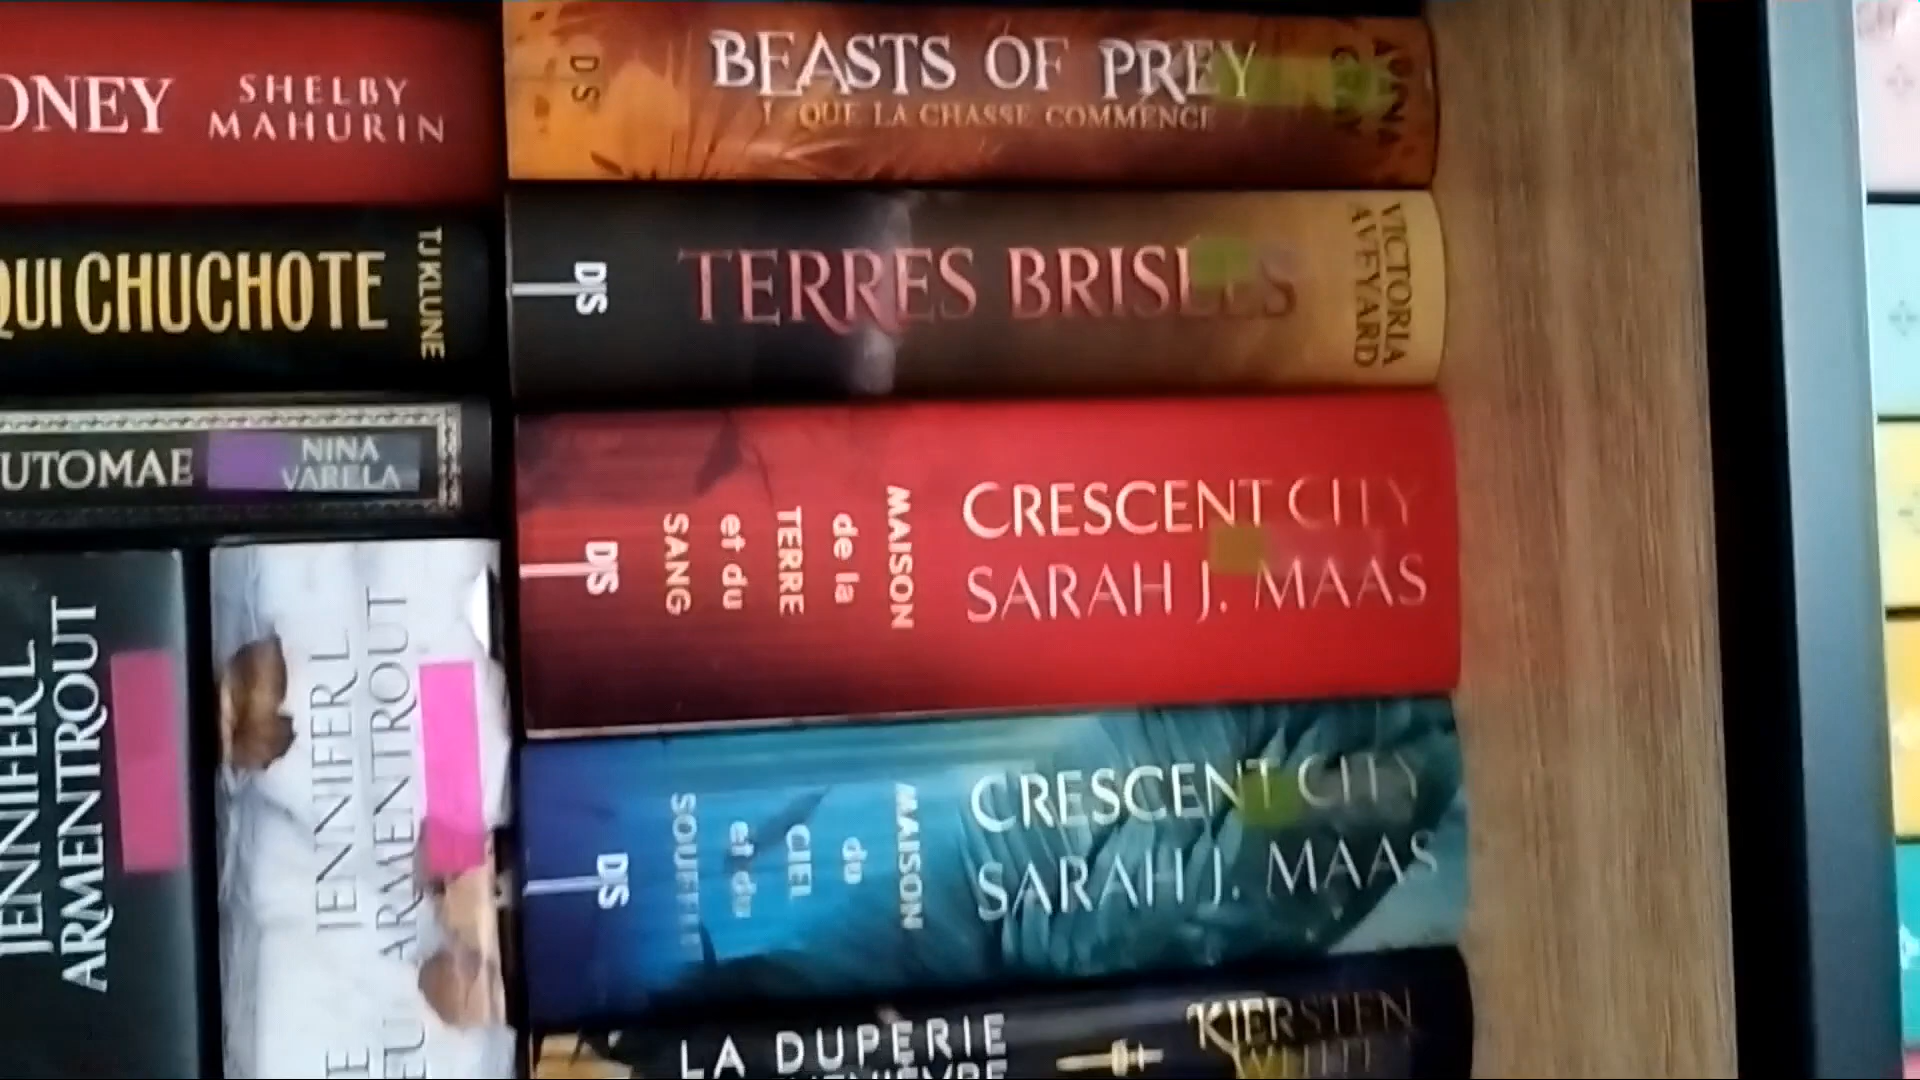 ONEY
SHELBY
MAHURIN
QUI CHUCHOTE
TJ KLUNE
UTOMAE
NINA
VARELA
JENNIFER L
ARMENTROUT
JENNIFER L
ARMENTROUT
BEASTS OF PREY
1 - QUE LA CHASSE COMMENCE
DS
TERRES BRISÉES
VICTORIA
AVEYARD
DS
CRESCENT CITY
SARAH J. MAAS
MAISON
de la
TERRE
et du
SANG
DS
CRESCENT CITY
SARAH J. MAAS
MAISON
du
CIEL
et du
SOUFFLE
DS
LA DUPERIE
KIERSTEN
WHITE